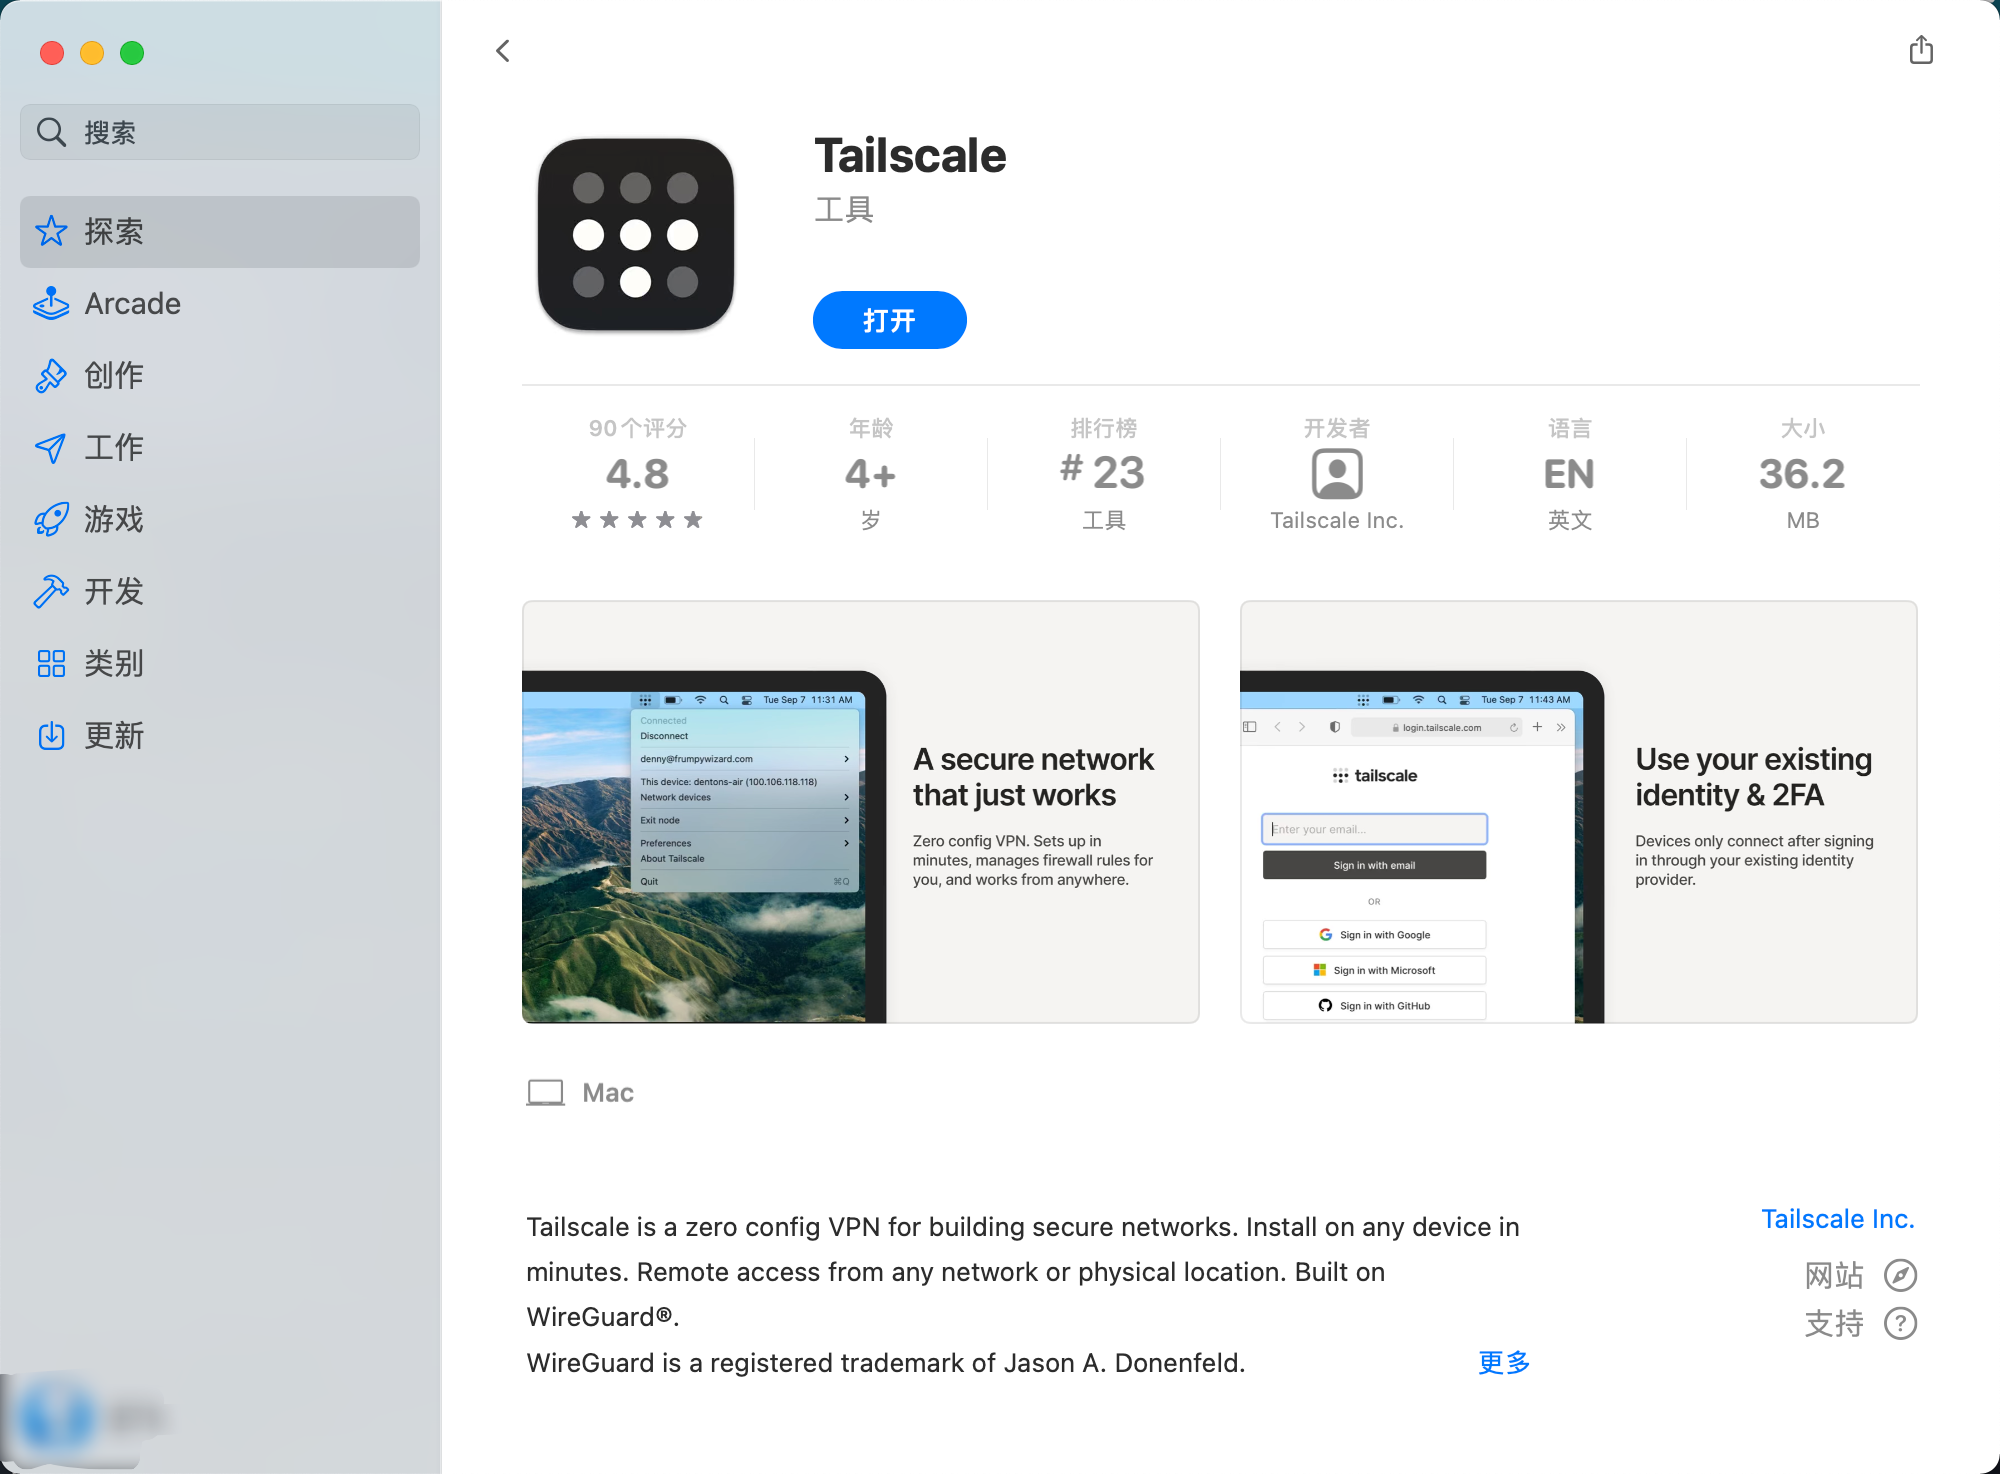 搜索
探索
Arcade
创作
工作
游戏
开发
类别
更新
Tailscale
工具
打开
90个评分
4.8
★★★★★
年龄
4+
岁
排行榜
# 23
工具
开发者
Tailscale Inc.
语言
EN
英文
大小
36.2
MB
Tue Sep 7 11:31 AM
Connected
Disconnect
denny@frumpywizard.com
This device: dentons-air (100.106.118.118)
Network devices
Exit node
Preferences
About Tailscale
Quit ⌘Q
A secure network
that just works
Zero config VPN. Sets up in
minutes, manages firewall rules for
you, and works from anywhere.
Tue Sep 7 11:43 AM
login.tailscale.com
tailscale
Enter your email...
Sign in with email
OR
Sign in with Google
Sign in with Microsoft
Sign in with GitHub
Use your existing
identity & 2FA
Devices only connect after signing
in through your existing identity
provider.
Mac
Tailscale is a zero config VPN for building secure networks. Install on any device in
minutes. Remote access from any network or physical location. Built on
WireGuard®.
WireGuard is a registered trademark of Jason A. Donenfeld.
更多
Tailscale Inc.
网站
支持